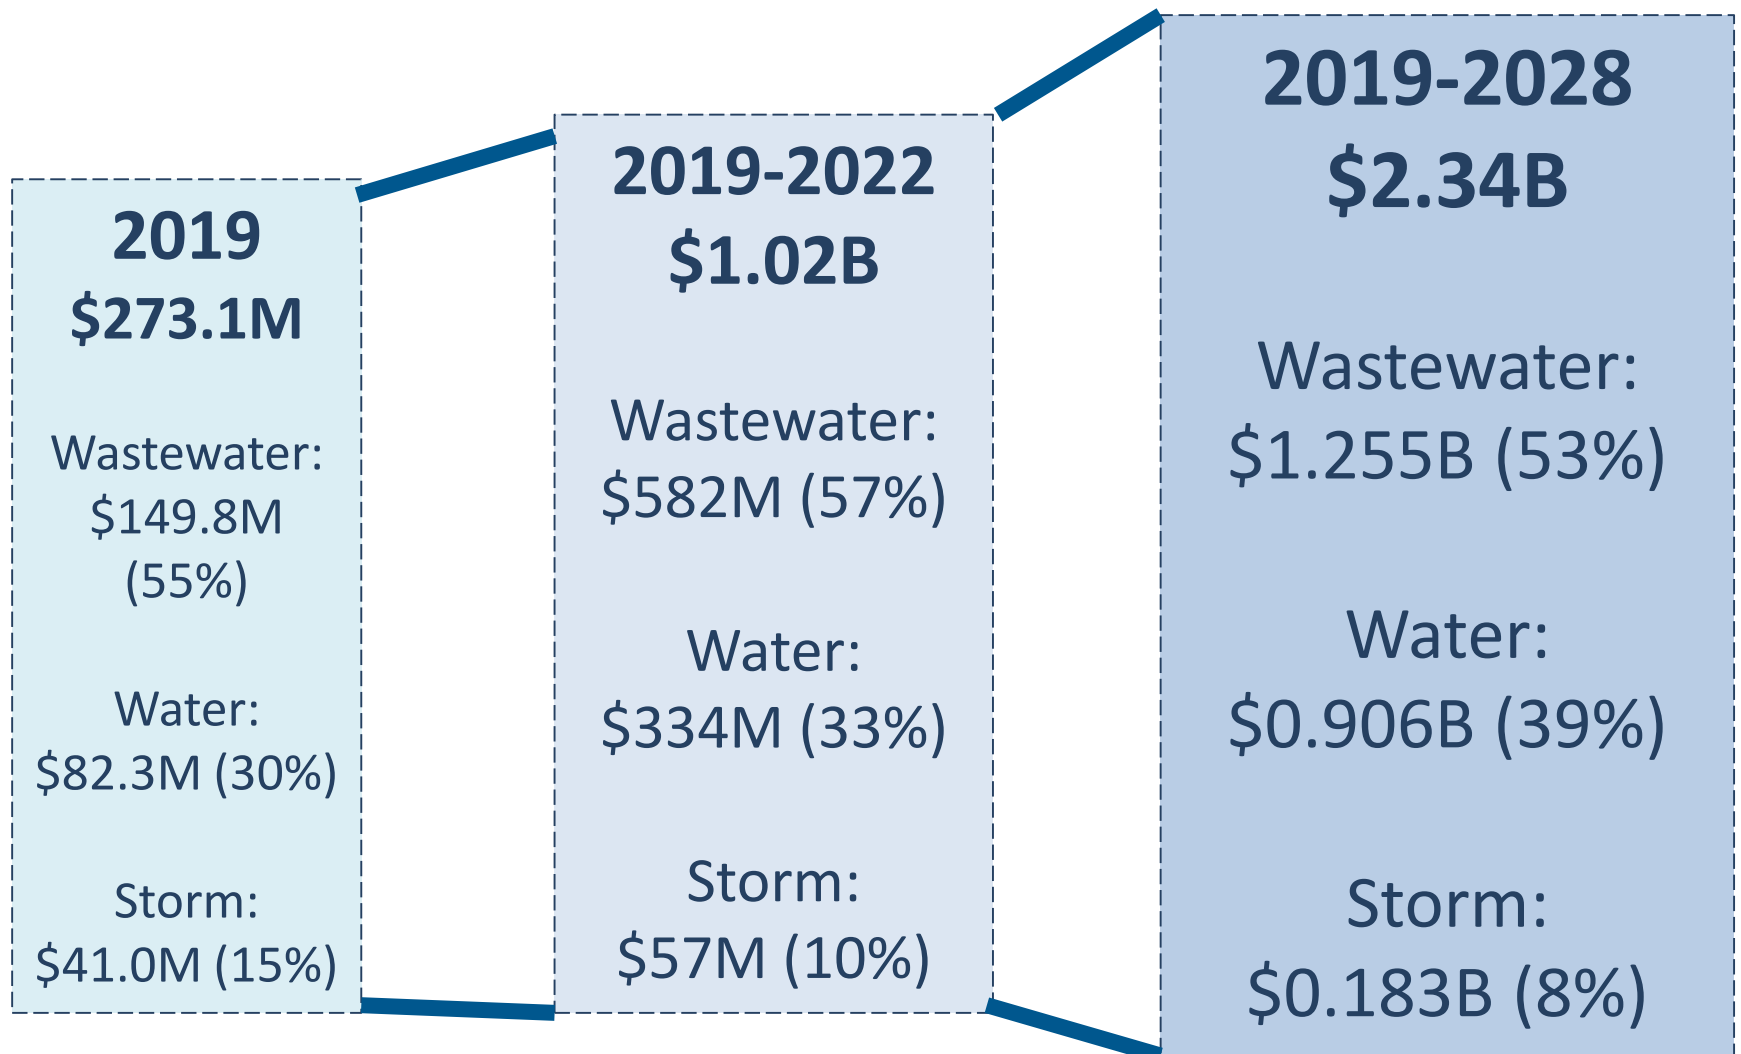 2019
$273.1M
Wastewater:
$149.8M
(55%)
Water:
$82.3M (30%)
Storm:
$41.0M (15%)
2019-2022
$1.02B
Wastewater:
$582M (57%)
Water:
$334M (33%)
Storm:
$57M (10%)
2019-2028
$2.34B
Wastewater:
$1.255B (53%)
Water:
$0.906B (39%)
Storm:
$0.183B (8%)